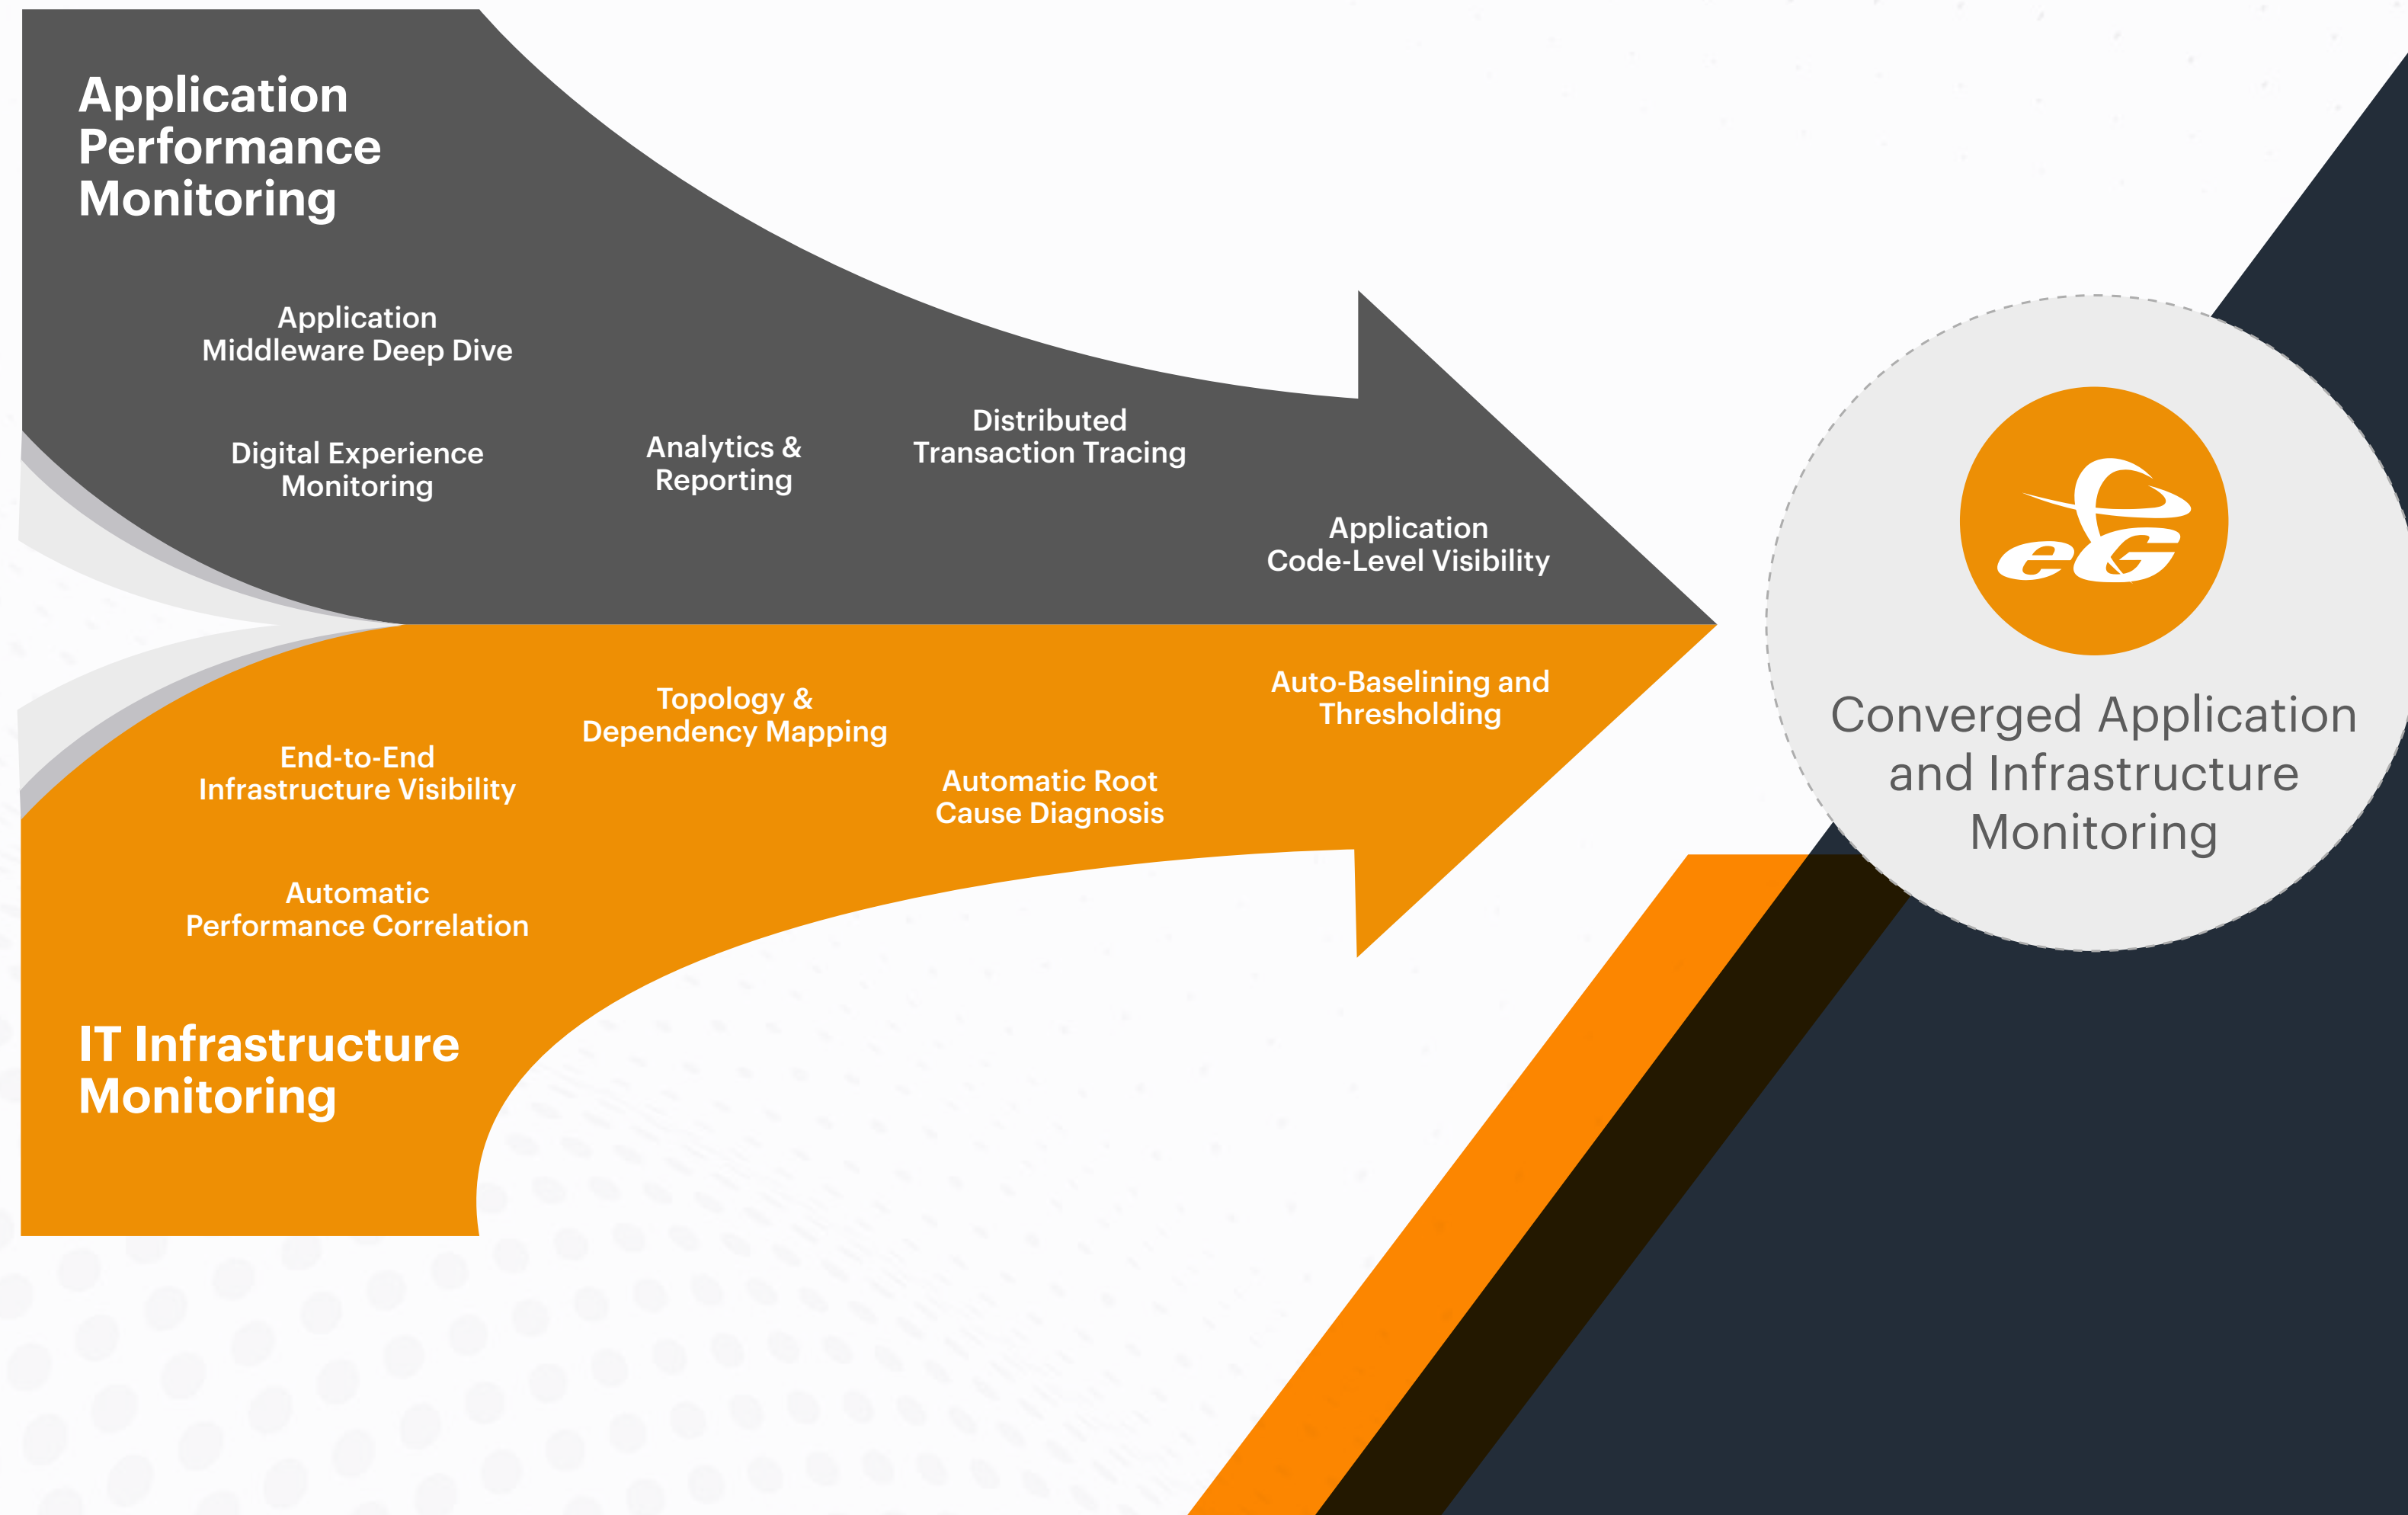 Application
Performance
Monitoring
Application
Middleware Deep Dive
Digital Experience
Monitoring
Analytics &
Reporting
Distributed
Transaction Tracing
Application
Code-Level Visibility
Topology &
Dependency Mapping
Auto-Baselining and
Thresholding
End-to-End
Infrastructure Visibility
Automatic Root
Cause Diagnosis
Automatic
Performance Correlation
IT Infrastructure
Monitoring
eG
Converged Application
and Infrastructure
Monitoring